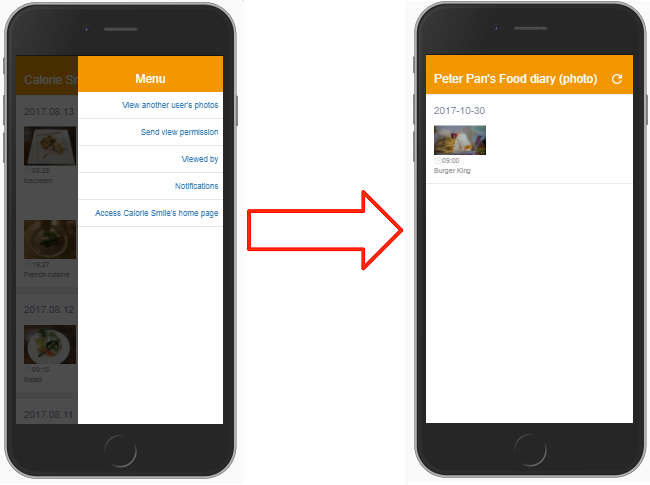 Calorie Sm
Menu
2017.08.13
View another user's photos
Send view permission
08:25
Icecream
Viewed by
Notifications
Access Calorie Smile's home page
19:27
French cuisine
2017.08.12
09:15
Salad
2017.08.11
Peter Pan's Food diary (photo)
2017-10-30
09:00
Burger King